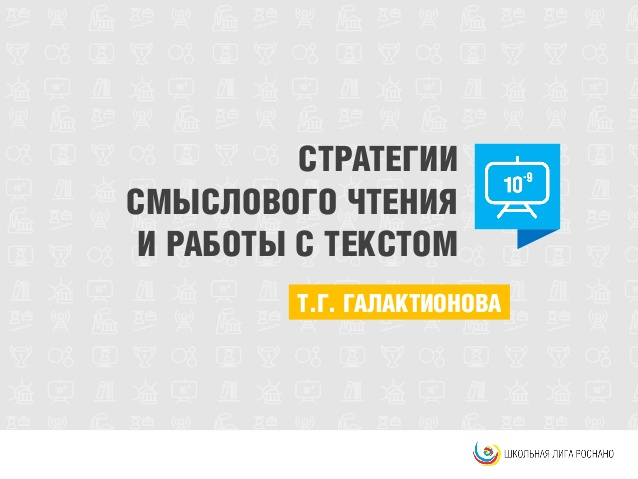 СТРАТЕГИИ
СМЫСЛОВОГО ЧТЕНИЯ
И РАБОТЫ С ТЕКСТОМ
10-9
Т.Г. ГАЛАКТИОНОВА
ШКОЛЬНАЯ ЛИГА РОСНАНО